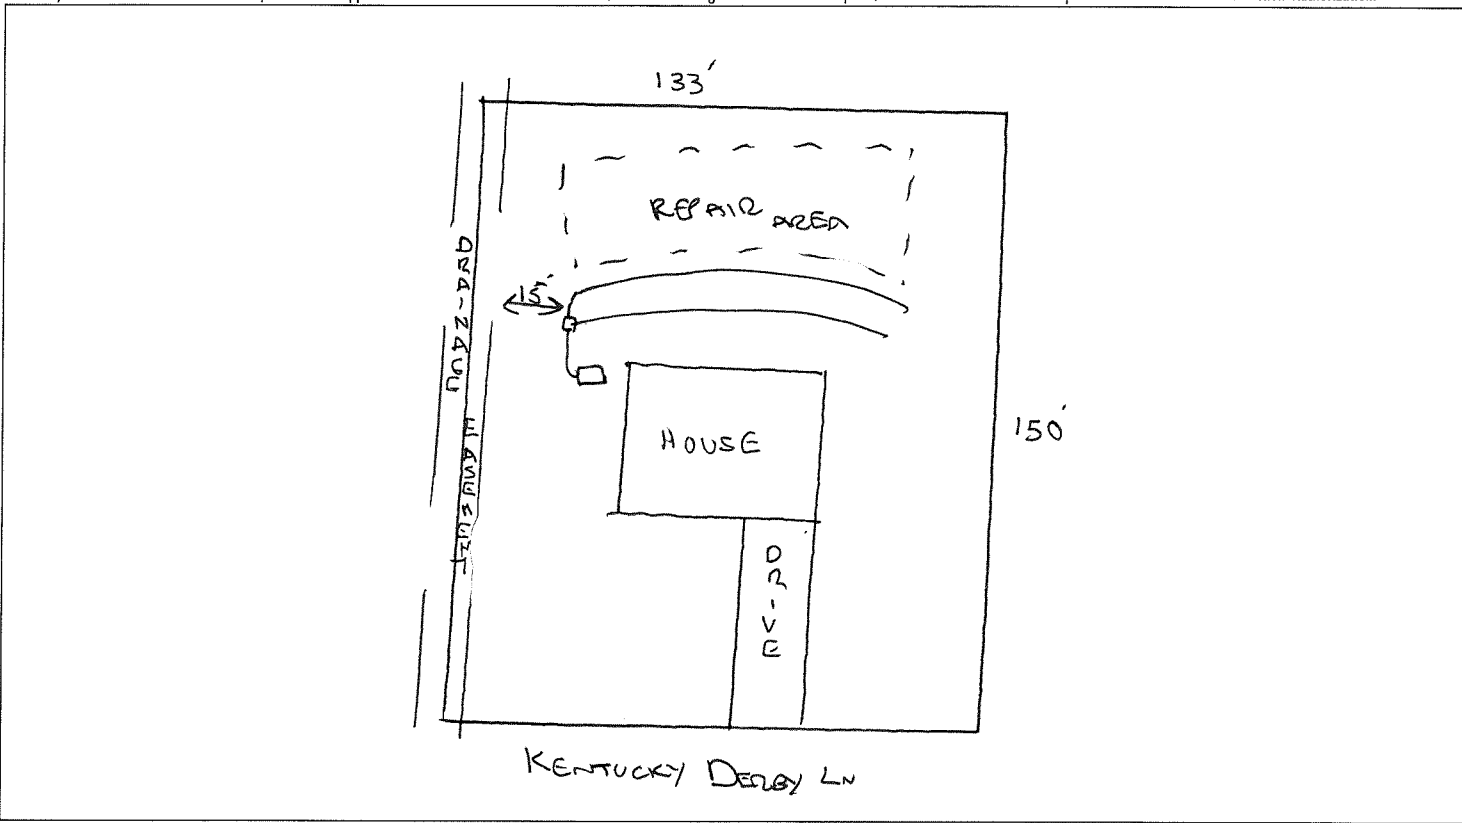 133'
REPAIR AREA
15'
DRAINAGE
EASEMENT
HOUSE
150'
DRIVE
KENTUCKY DERBY LN